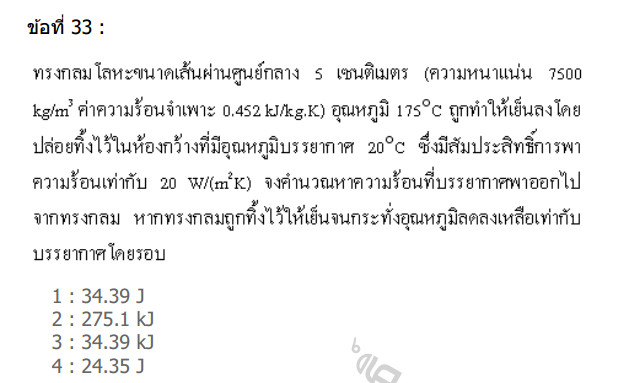 ข้อที่ 33 :
ทรงกลมโลหะขนาดเส้นผ่านศูนย์กลาง 5 เซนติเมตร (ความหนาแน่น 7500
kg/m³ ค่าความร้อนจำเพาะ 0.452 kJ/kg.K) อุณหภูมิ 175°C ถูกทำให้เย็นลงโดย
ปล่อยทิ้งไว้ในห้องกว้างที่มีอุณหภูมิบรรยากาศ 20°C ซึ่งมีสัมประสิทธิ์การพา
ความร้อนเท่ากับ 20 W/(m²K) จงคำนวณหาความร้อนที่บรรยากาศพาออกไป
จากทรงกลม หากทรงกลมถูกทิ้งไว้ให้เย็นจนกระทั่งอุณหภูมิลดลงเหลือเท่ากับ
บรรยากาศโดยรอบ
1 : 34.39 J
2 : 275.1 kJ
3 : 34.39 kJ
4 : 24.35 J